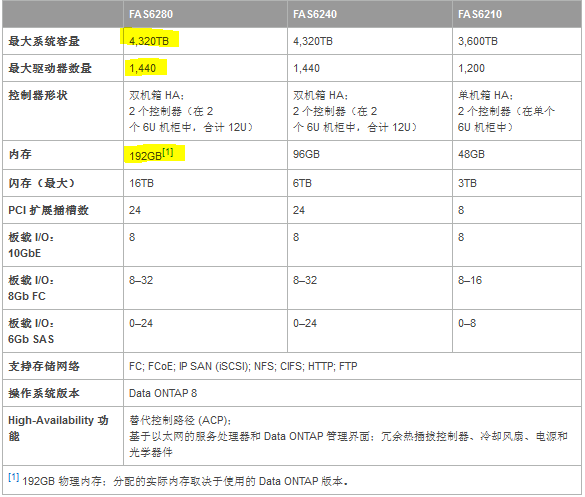 FAS6280 FAS6240 FAS6210
最大系统容量 4,320TB 4,320TB 3,600TB
最大驱动器数量 1,440 1,440 1,200
控制器形状 双机箱 HA; 双机箱 HA; 单机箱 HA;
2 个控制器（在 2 2 个控制器（在 2 2 个控制器（在单个
个 6U 机柜中，合计 12U） 个 6U 机柜中，合计 12U） 6U 机柜中）
内存 192GB[1] 96GB 48GB
闪存（最大） 16TB 6TB 3TB
PCI 扩展插槽数 24 24 8
板载 I/O: 8 8 8
10GbE
板载 I/O: 8–32 8–32 8–16
8Gb FC
板载 I/O: 0–24 0–24 0–8
6Gb SAS
支持存储网络 FC; FCoE; IP SAN (iSCSI); NFS; CIFS; HTTP; FTP
操作系统版本 Data ONTAP 8
High-Availability 功 替代控制路径 (ACP);
能 基于以太网的服务处理器和 Data ONTAP 管理界面；冗余热插拔控制器、冷却风扇、电源和
光学器件
[1] 192GB 物理内存；分配的实际内存取决于使用的 Data ONTAP 版本。